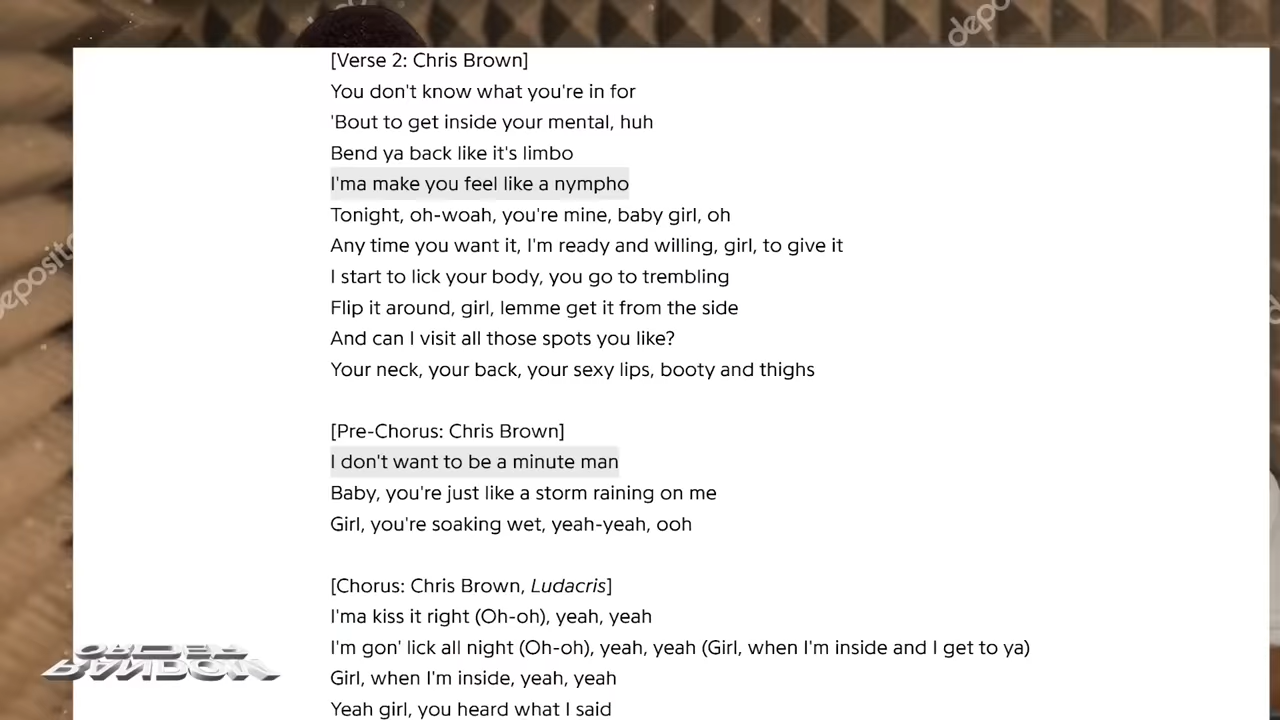 depo
deposit
[Verse 2: Chris Brown]
You don't know what you're in for
'Bout to get inside your mental, huh
Bend ya back like it's limbo
I'ma make you feel like a nympho
Tonight, oh-woah, you're mine, baby girl, oh
Any time you want it, I'm ready and willing, girl, to give it
I start to lick your body, you go to trembling
Flip it around, girl, lemme get it from the side
And can I visit all those spots you like?
Your neck, your back, your sexy lips, booty and thighs
[Pre-Chorus: Chris Brown]
I don't want to be a minute man
Baby, you're just like a storm raining on me
Girl, you're soaking wet, yeah-yeah, ooh
[Chorus: Chris Brown, Ludacris]
I'ma kiss it right (Oh-oh), yeah, yeah
I'm gon' lick all night (Oh-oh), yeah, yeah (Girl, when I'm inside and I get to ya)
Girl, when I'm inside, yeah, yeah
Yeah girl, you heard what I said